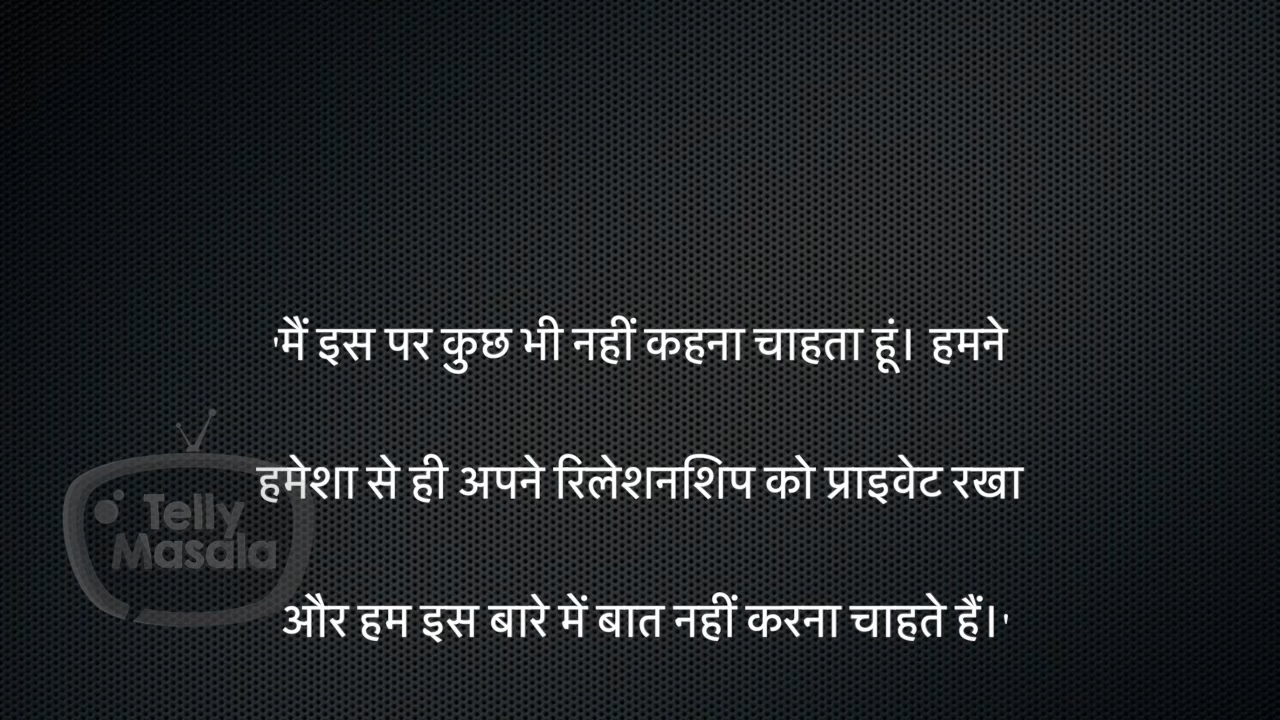 'मैं इस पर कुछ भी नहीं कहना चाहता हूं। हमने
हमेशा से ही अपने रिलेशनशिप को प्राइवेट रखा
और हम इस बारे में बात नहीं करना चाहते हैं।'
Telly
Masala